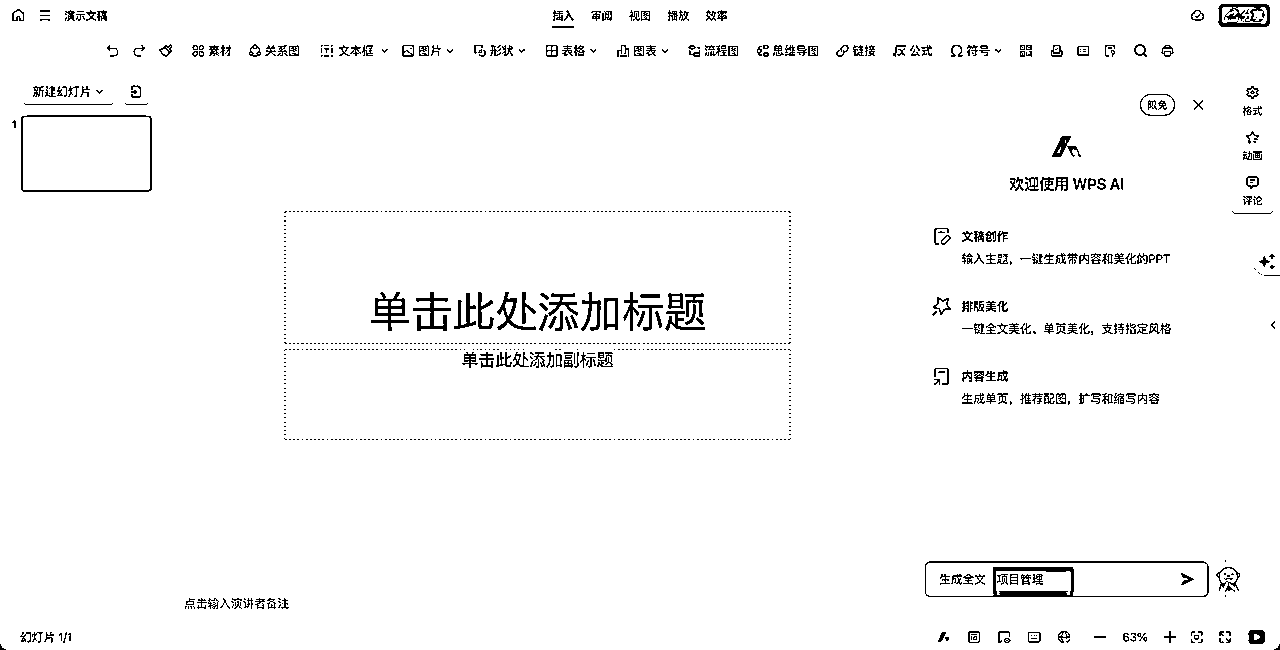 演示文稿
插入 审阅 视图 播放 效率
素材 关系图 文本框 图片 形状 表格 图表 流程图 思维导图 链接 公式 符号
新建幻灯片
1
限免
格式
动画
评论
欢迎使用 WPS AI
文稿创作
输入主题，一键生成带内容和美化的PPT
排版美化
一键全文美化、单页美化，支持指定风格
内容生成
生成单页，推荐配图，扩写和缩写内容
单击此处添加标题
单击此处添加副标题
生成全文 项目管理
点击输入演讲者备注
幻灯片 1/1
63%